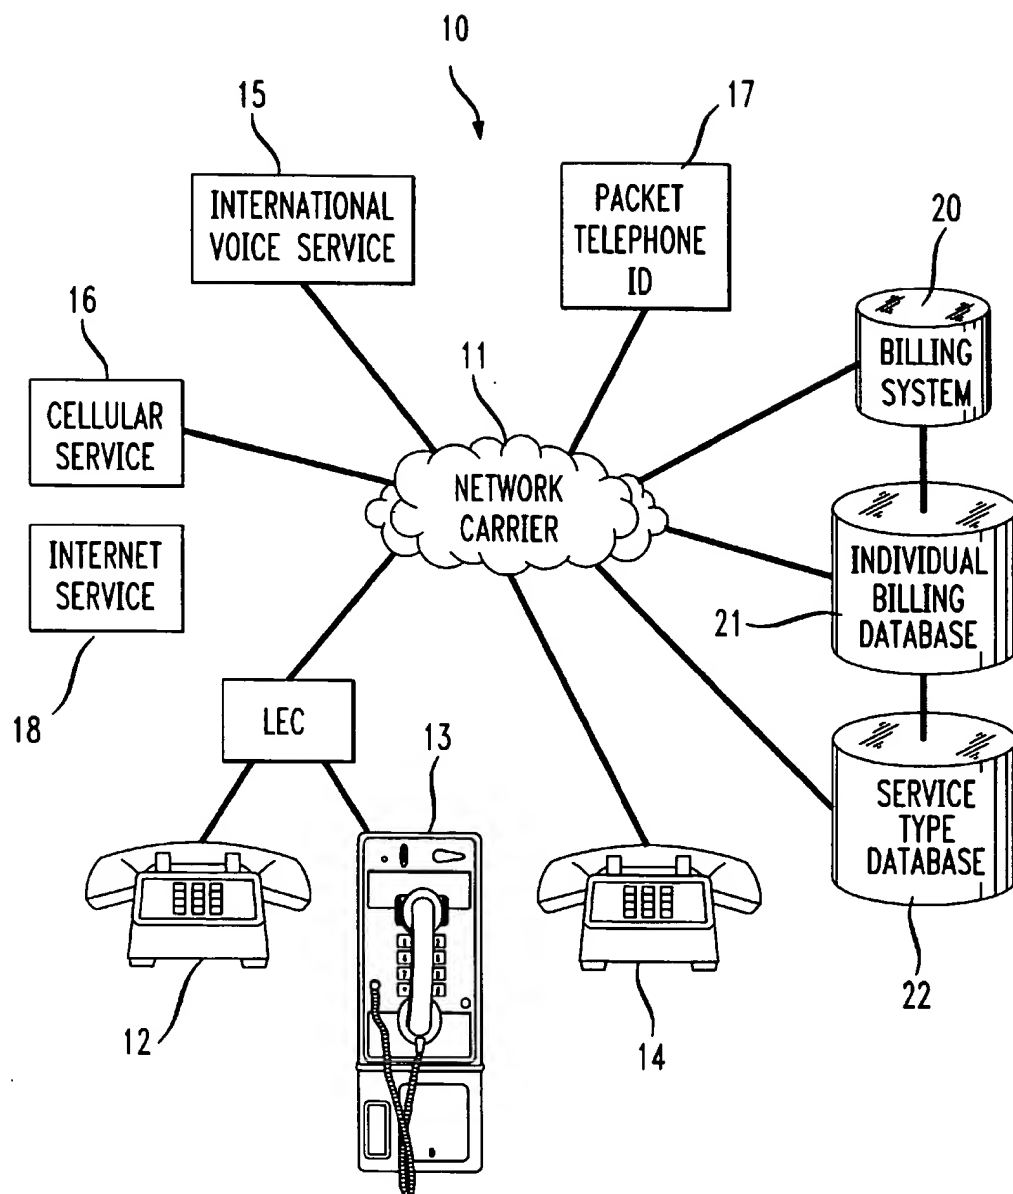 10
15
17
INTERNATIONAL
VOICE SERVICE
PACKET
TELEPHONE
ID
20
16
11
BILLING
SYSTEM
CELLULAR
SERVICE
NETWORK
CARRIER
INTERNET
SERVICE
INDIVIDUAL
BILLING
DATABASE
21
18
LEC
13
SERVICE
TYPE
DATABASE
12
14
22